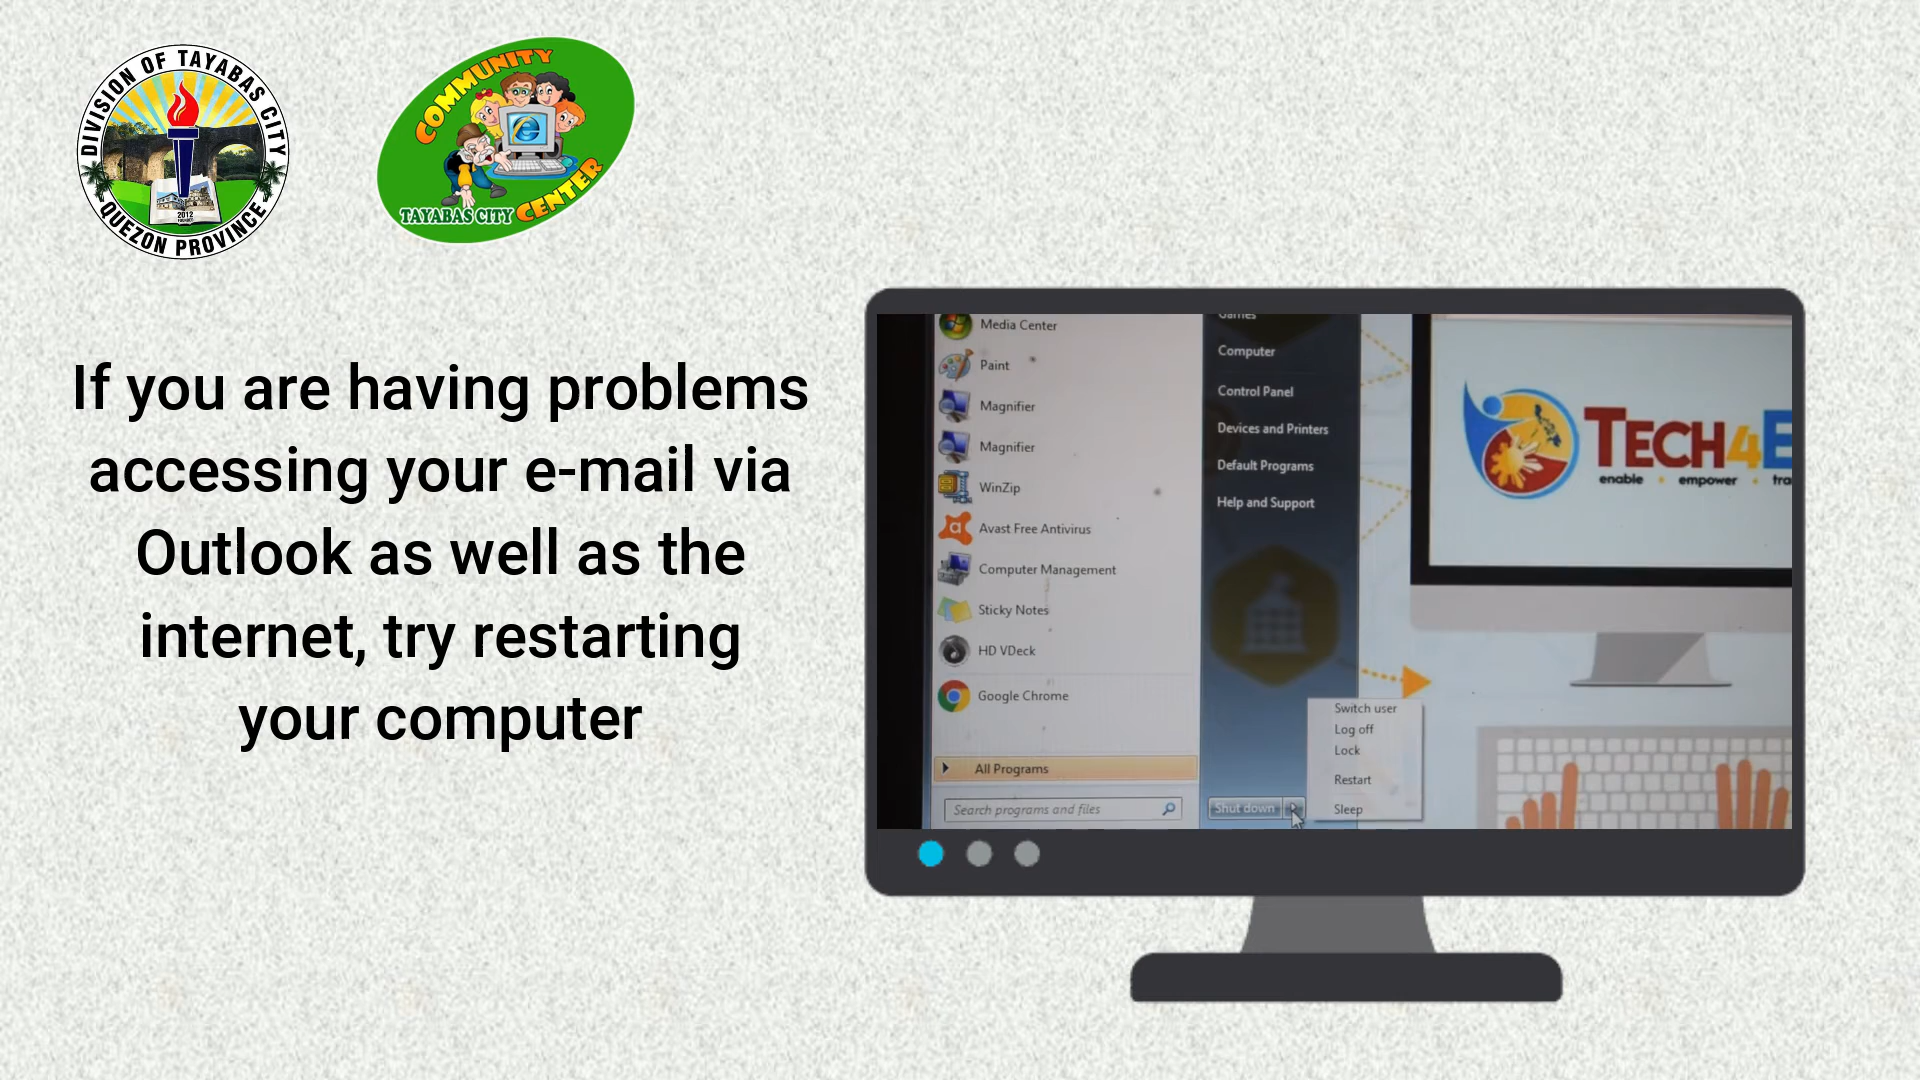 DIVISION OF TAYABAS CITY
QUEZON PROVINCE
2012
COMMUNITY
CENTER
TAYABAS CITY
If you are having problems
accessing your e-mail via
Outlook as well as the
internet, try restarting
your computer
Media Center
Paint
Magnifier
Magnifier
WinZip
Avast Free Antivirus
Computer Management
Sticky Notes
HD VDeck
Google Chrome
All Programs
Search programs and files
Games
Computer
Control Panel
Devices and Printers
Default Programs
Help and Support
Shut down
Switch user
Log off
Lock
Restart
Sleep
TECH4E
enable • empower • tra